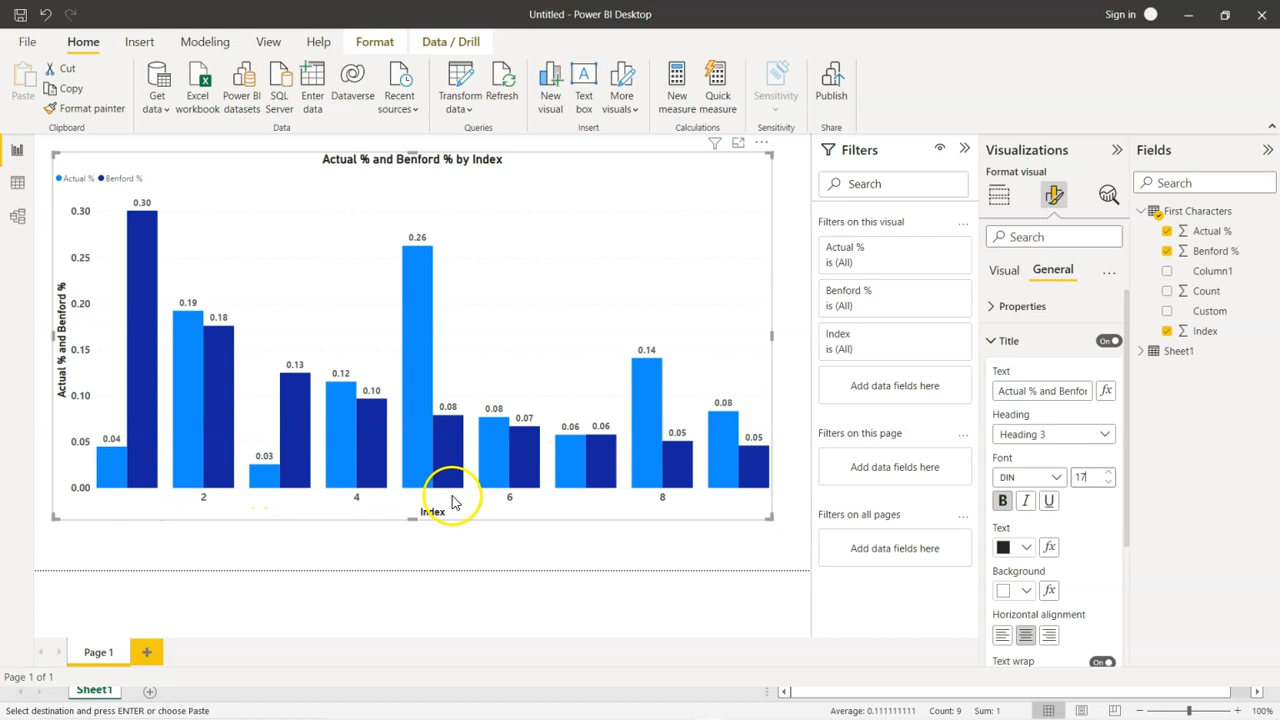 Untitled - Power BI Desktop
Sign in
File Home Insert Modeling View Help Format Data / Drill
Paste
Cut
Copy
Format painter
Get data
Excel workbook
Power BI datasets
SQL Server
Enter data
Dataverse
Recent sources
Transform data
Refresh
New visual
Text box
More visuals
New measure
Quick measure
Sensitivity
Publish
Clipboard Data Queries Insert Calculations Sensitivity Share
Actual % and Benford % by Index
Actual % Benford %
Actual % and Benford %
0.30
0.25
0.20
0.15
0.10
0.05
0.00
0.04 0.30 0.19 0.18 0.03 0.13 0.12 0.10 0.26 0.08 0.08 0.07 0.06 0.06 0.14 0.05 0.08 0.05
2 4 6 8
Index
Filters
Search
Filters on this visual
Actual %
is (All)
Benford %
is (All)
Index
is (All)
Add data fields here
Filters on this page
Add data fields here
Filters on all pages
Add data fields here
Visualizations
Format visual
Search
Visual General
Properties
Title On
Text
Actual % and Benfor
Heading
Heading 3
Font
DIN 17
B I U
Text
Background
Horizontal alignment
Text wrap On
Fields
Search
First Characters
Actual %
Benford %
Column1
Count
Custom
Index
Sheet1
Page 1
Page 1 of 1
Sheet1
Select destination and press ENTER or choose Paste
Average: 0.111111111 Count: 9 Sum: 1 100%